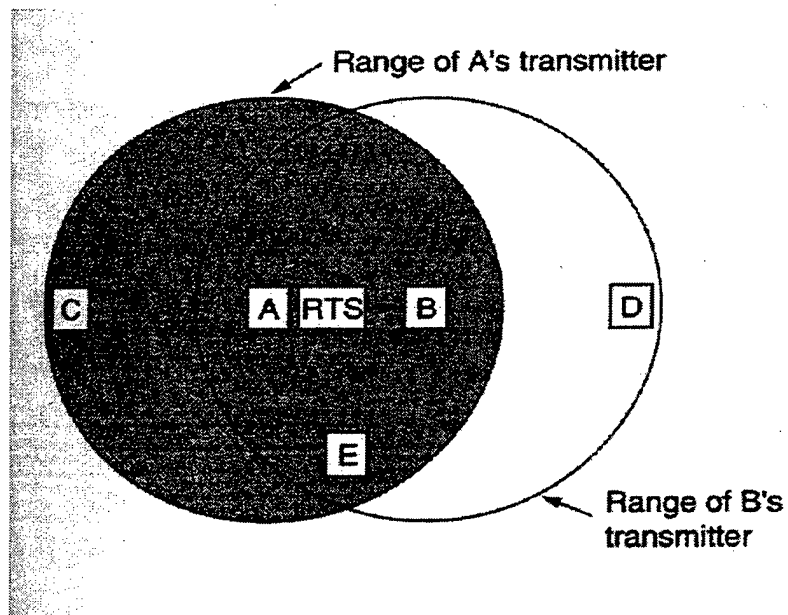 Range of A's transmitter
C
A
RTS
B
D
E
Range of B's
transmitter